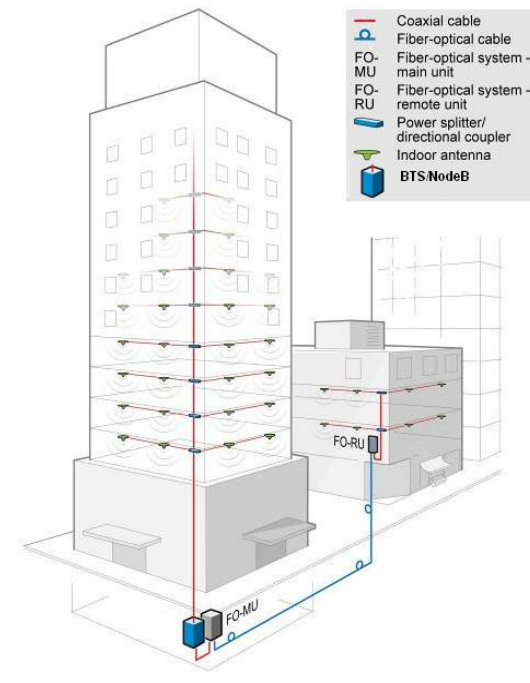 Coaxial cable
Fiber-optical cable
FO-MU Fiber-optical system - main unit
FO-RU Fiber-optical system - remote unit
Power splitter/
directional coupler
Indoor antenna
BTS/NodeB
FO-RU
FO-MU